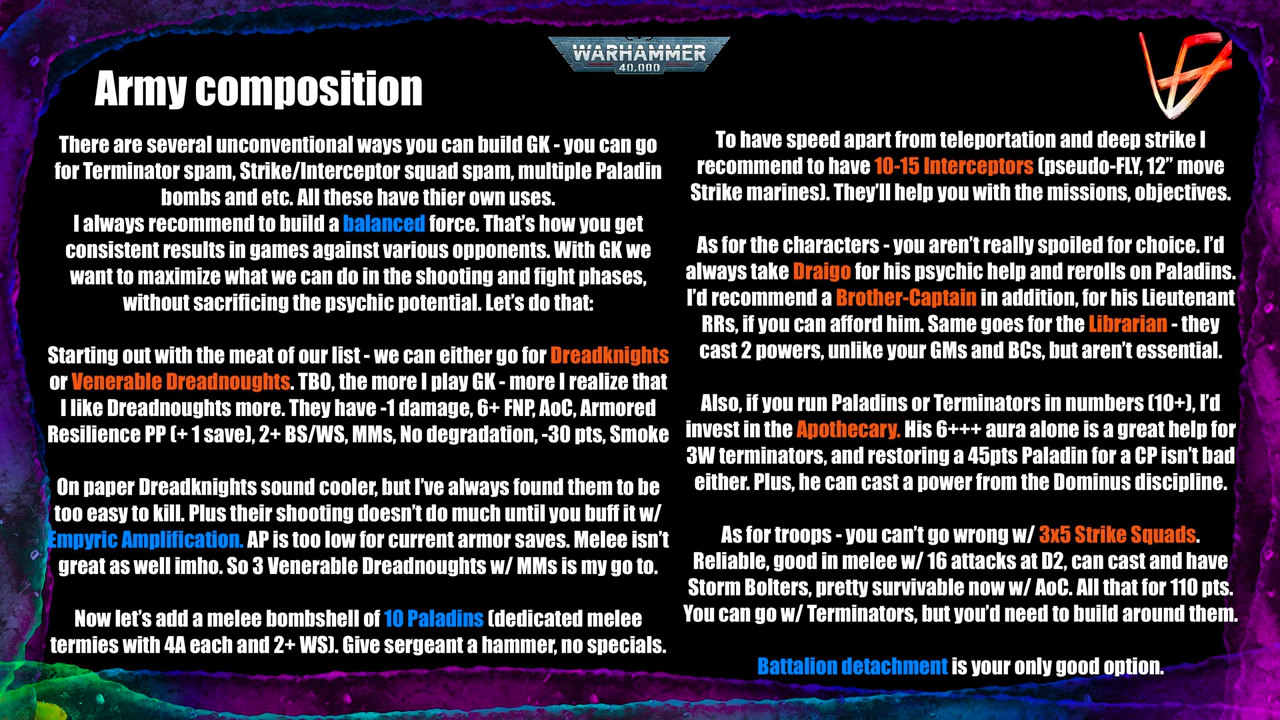 WARHAMMER
40,000
Army composition
There are several unconventional ways you can build GK - you can go
for Terminator spam, Strike/Interceptor squad spam, multiple Paladin
bombs and etc. All these have thier own uses.
I always recommend to build a balanced force. That's how you get
consistent results in games against various opponents. With GK we
want to maximize what we can do in the shooting and fight phases,
without sacrificing the psychic potential. Let's do that:
Starting out with the meat of our list - we can either go for Dreadknights
or Venerable Dreadnoughts. TBO, the more I play GK - more I realize that
I like Dreadnoughts more. They have -1 damage, 6+ FNP, AoC, Armored
Resilience PP (+ 1 save), 2+ BS/WS, MMs, No degradation, -30 pts, Smoke
On paper Dreadknights sound cooler, but I've always found them to be
too easy to kill. Plus their shooting doesn't do much until you buff it w/
Empyric Amplification. AP is too low for current armor saves. Melee isn't
great as well imho. So 3 Venerable Dreadnoughts w/ MMs is my go to.
Now let's add a melee bombshell of 10 Paladins (dedicated melee
termies with 4A each and 2+ WS). Give sergeant a hammer, no specials.
To have speed apart from teleportation and deep strike I
recommend to have 10-15 Interceptors (pseudo-FLY, 12” move
Strike marines). They'll help you with the missions, objectives.
As for the characters - you aren't really spoiled for choice. I'd
always take Draigo for his psychic help and rerolls on Paladins.
I'd recommend a Brother-Captain in addition, for his Lieutenant
RRs, if you can afford him. Same goes for the Librarian - they
cast 2 powers, unlike your GMs and BCs, but aren't essential.
Also, if you run Paladins or Terminators in numbers (10+), I'd
invest in the Apothecary. His 6+++ aura alone is a great help for
3W terminators, and restoring a 45pts Paladin for a CP isn't bad
either. Plus, he can cast a power from the Dominus discipline.
As for troops - you can't go wrong w/ 3x5 Strike Squads.
Reliable, good in melee w/ 16 attacks at D2, can cast and have
Storm Bolters, pretty survivable now w/ AoC. All that for 110 pts.
You can go w/ Terminators, but you'd need to build around them.
Battalion detachment is your only good option.